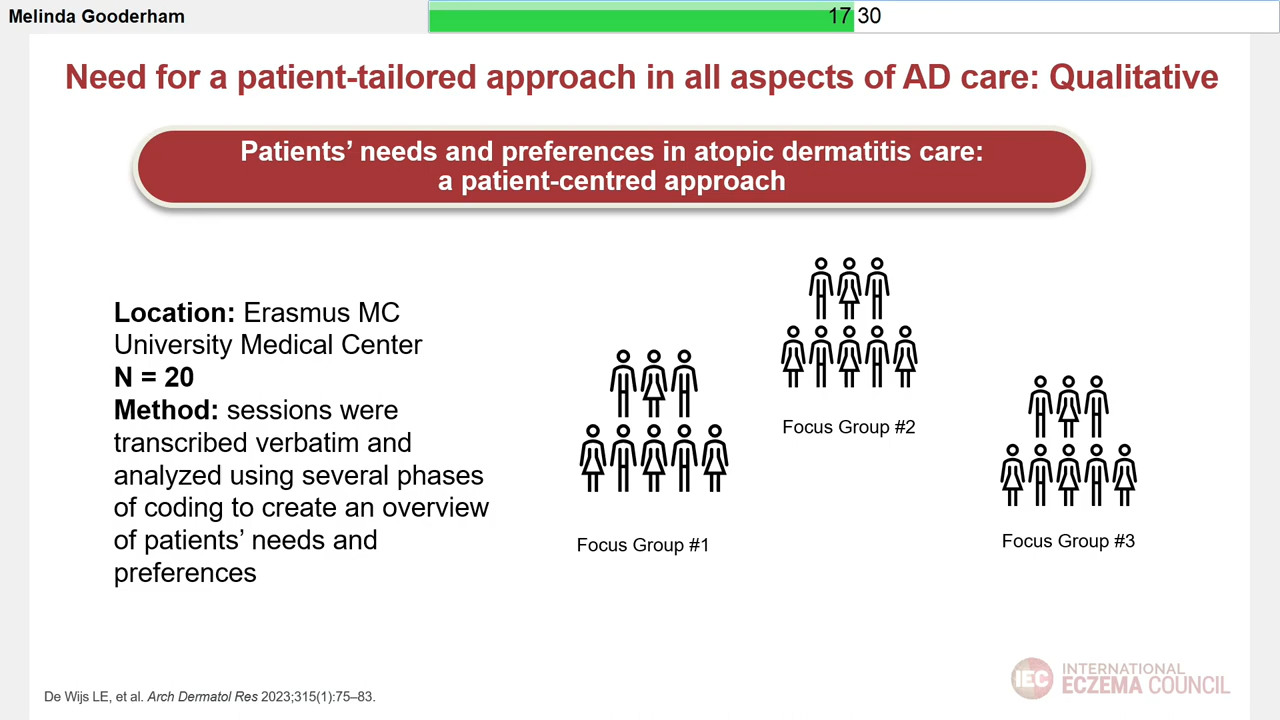 Melinda Gooderham
17 30
Need for a patient-tailored approach in all aspects of AD care: Qualitative
Patients’ needs and preferences in atopic dermatitis care:
a patient-centred approach
Location: Erasmus MC
University Medical Center
N = 20
Method: sessions were
transcribed verbatim and
analyzed using several phases
of coding to create an overview
of patients’ needs and
preferences
Focus Group #1
Focus Group #2
Focus Group #3
De Wijs LE, et al. Arch Dermatol Res 2023;315(1):75–83.
IEC
INTERNATIONAL
ECZEMA COUNCIL